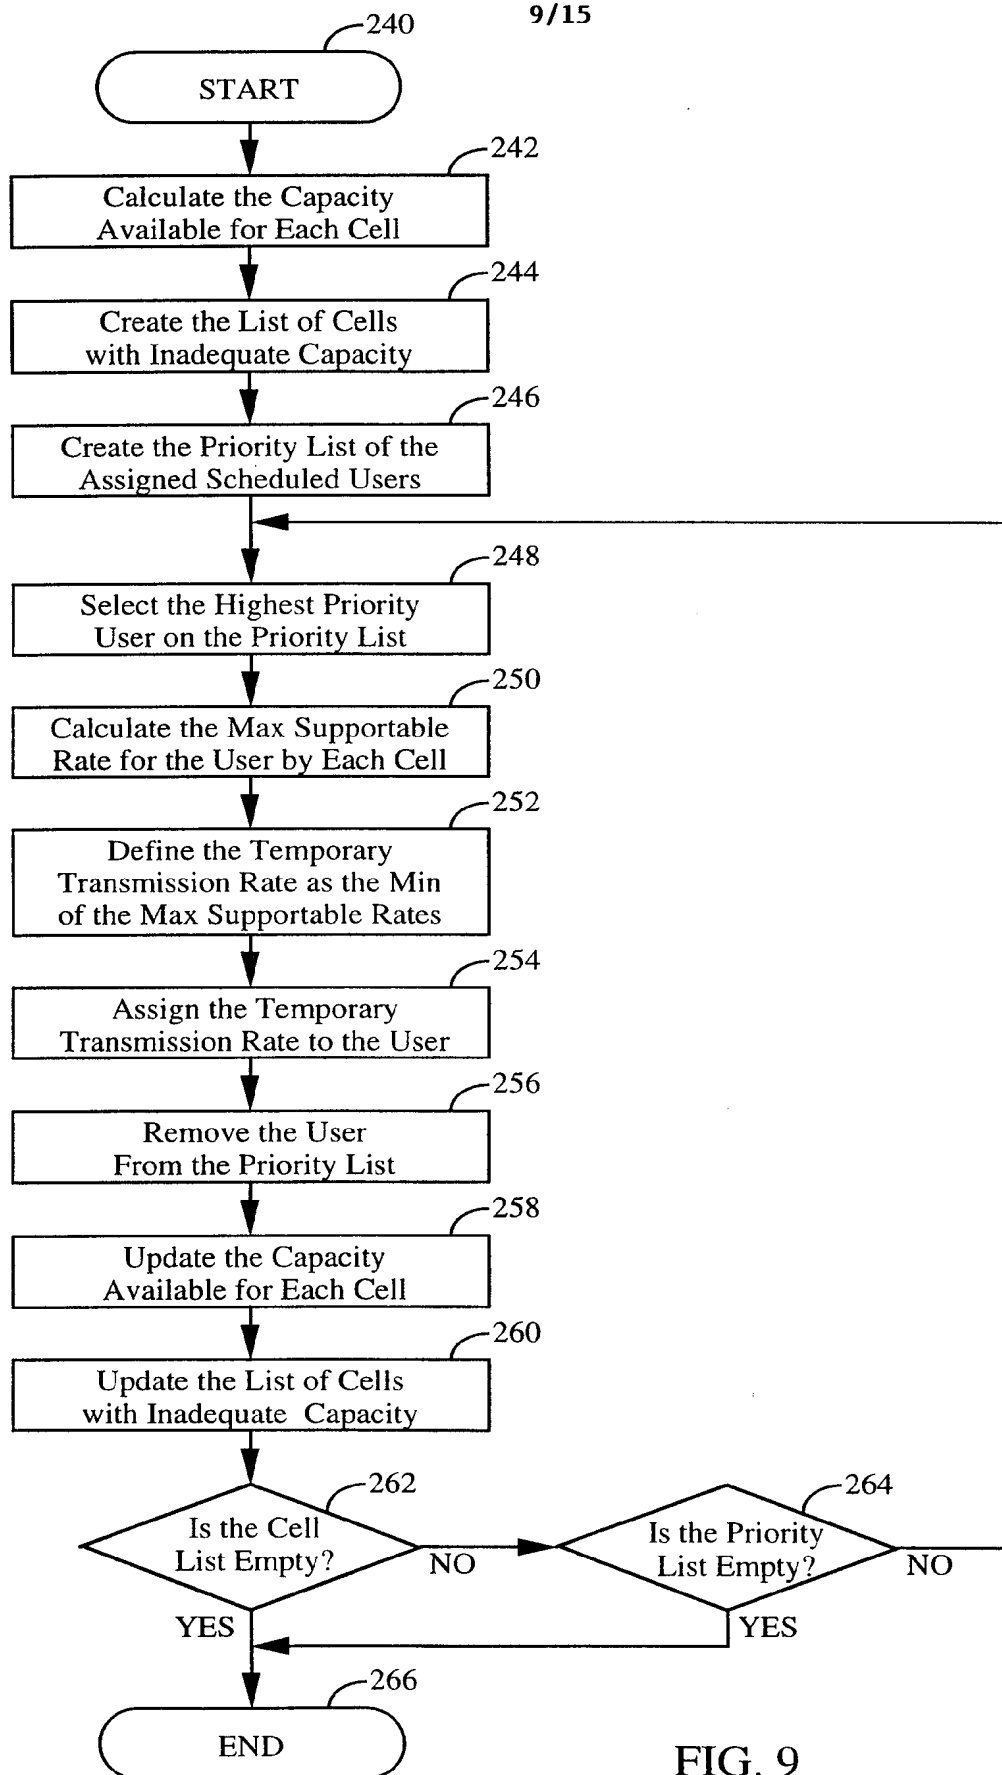 9/15
240
START
242
Calculate the Capacity
Available for Each Cell
244
Create the List of Cells
with Inadequate Capacity
246
Create the Priority List of the
Assigned Scheduled Users
248
Select the Highest Priority
User on the Priority List
250
Calculate the Max Supportable
Rate for the User by Each Cell
252
Define the Temporary
Transmission Rate as the Min
of the Max Supportable Rates
254
Assign the Temporary
Transmission Rate to the User
256
Remove the User
From the Priority List
258
Update the Capacity
Available for Each Cell
260
Update the List of Cells
with Inadequate Capacity
262
Is the Cell
List Empty?
NO
YES
264
Is the Priority
List Empty?
NO
YES
266
END
FIG. 9